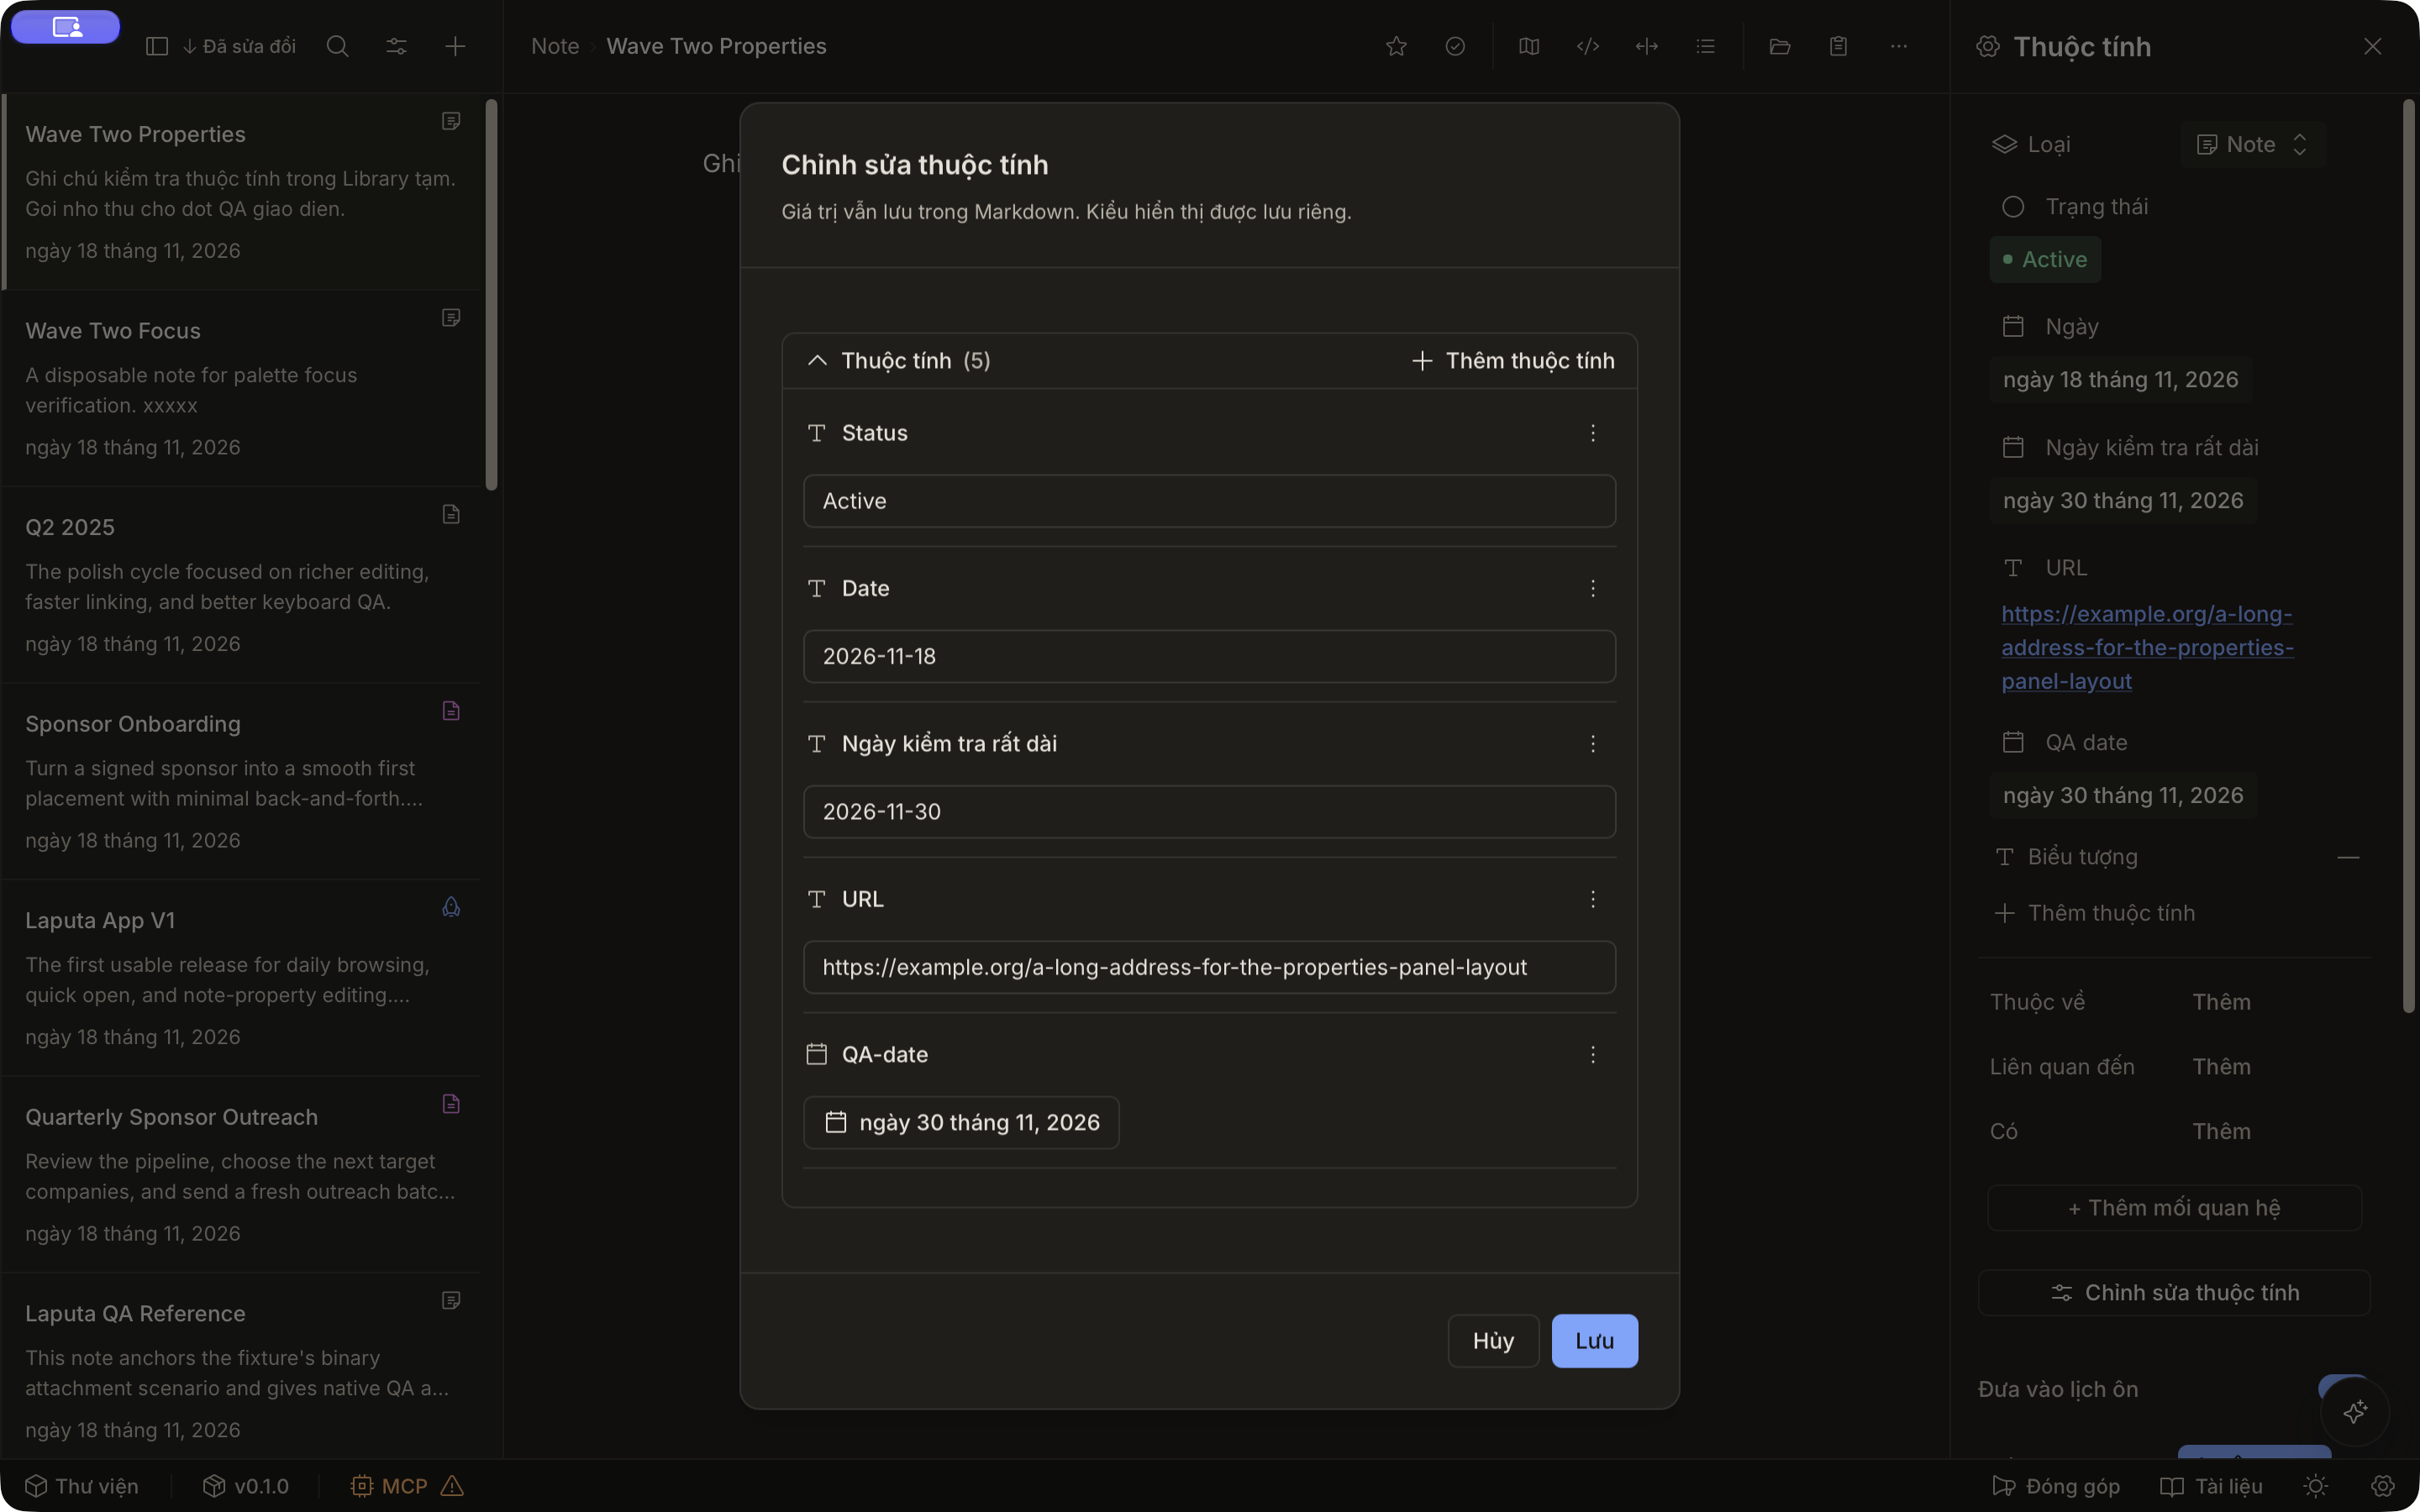 Đã sửa đổi
Wave Two Properties
Ghi chú kiểm tra thuộc tính trong Library tạm.
Goi nho thu cho dot QA giao dien.
ngày 18 tháng 11, 2026
Wave Two Focus
A disposable note for palette focus
verification. xxxxx
ngày 18 tháng 11, 2026
Q2 2025
The polish cycle focused on richer editing,
faster linking, and better keyboard QA.
ngày 18 tháng 11, 2026
Sponsor Onboarding
Turn a signed sponsor into a smooth first
placement with minimal back-and-forth....
ngày 18 tháng 11, 2026
Laputa App V1
The first usable release for daily browsing,
quick open, and note-property editing....
ngày 18 tháng 11, 2026
Quarterly Sponsor Outreach
Review the pipeline, choose the next target
companies, and send a fresh outreach batc...
ngày 18 tháng 11, 2026
Laputa QA Reference
This note anchors the fixture's binary
attachment scenario and gives native QA a...
ngày 18 tháng 11, 2026
Note › Wave Two Properties
Ghi
Chỉnh sửa thuộc tính
Giá trị vẫn lưu trong Markdown. Kiểu hiển thị được lưu riêng.
Thuộc tính (5)
Thêm thuộc tính
Status
Active
Date
2026-11-18
Ngày kiểm tra rất dài
2026-11-30
URL
https://example.org/a-long-address-for-the-properties-panel-layout
QA-date
ngày 30 tháng 11, 2026
Hủy
Lưu
Thuộc tính
Loại
Note
Trạng thái
Active
Ngày
ngày 18 tháng 11, 2026
Ngày kiểm tra rất dài
ngày 30 tháng 11, 2026
URL
https://example.org/a-long-
address-for-the-properties-
panel-layout
QA date
ngày 30 tháng 11, 2026
Biểu tượng —
Thêm thuộc tính
Thuộc về Thêm
Liên quan đến Thêm
Có Thêm
+ Thêm mối quan hệ
Chỉnh sửa thuộc tính
Đưa vào lịch ôn
Thư viện
v0.1.0
MCP
Đóng góp
Tài liệu